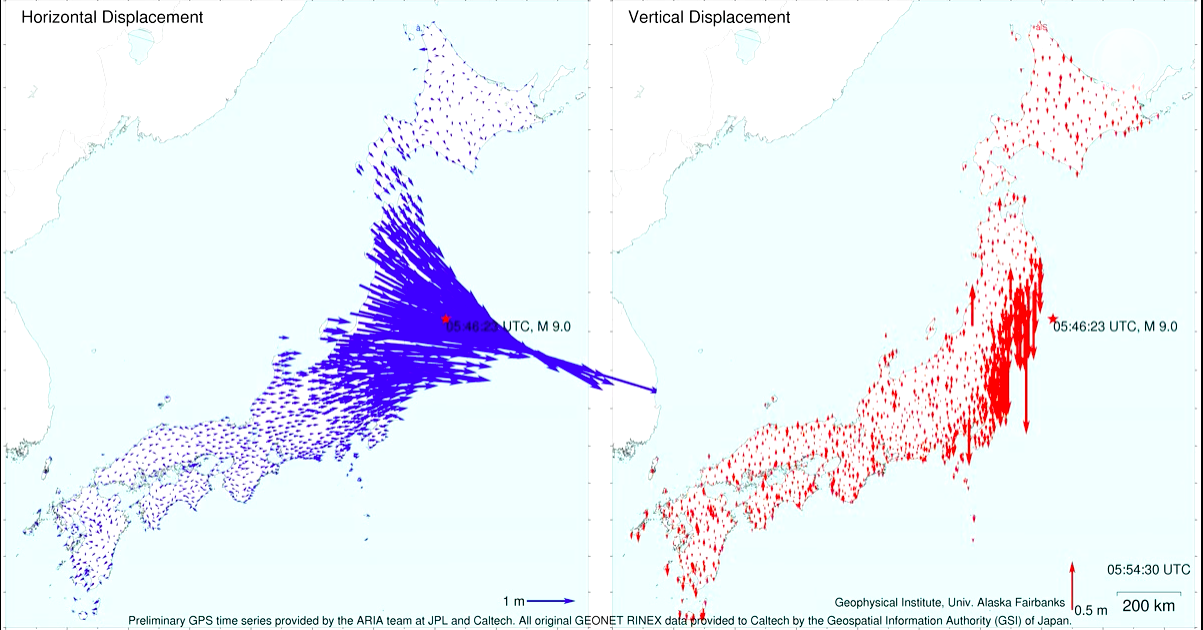 Horizontal Displacement
Vertical Displacement
05:46:23 UTC, M 9.0
05:46:23 UTC, M 9.0
05:54:30 UTC
1 m
Geophysical Institute, Univ. Alaska Fairbanks
0.5 m
200 km
Preliminary GPS time series provided by the ARIA team at JPL and Caltech. All original GEONET RINEX data provided to Caltech by the Geospatial Information Authority (GSI) of Japan.